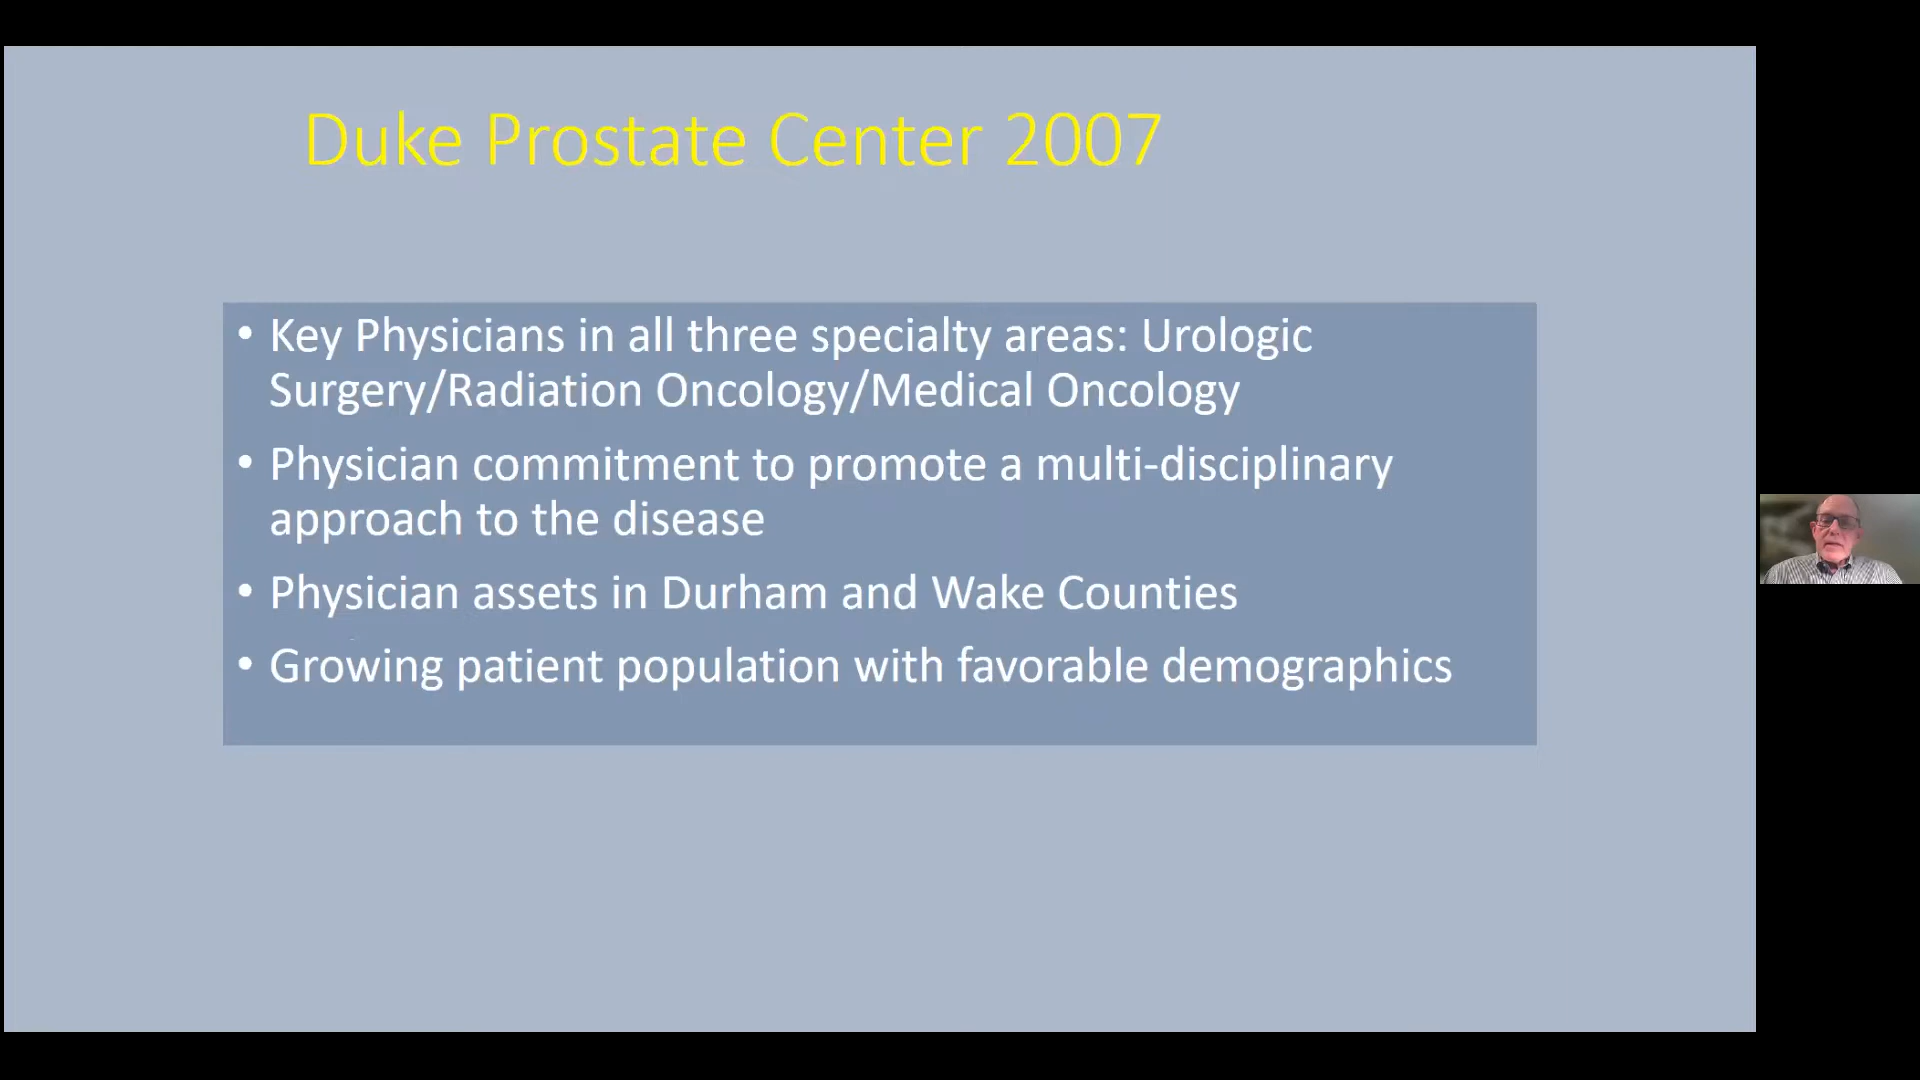 Duke Prostate Center 2007
• Key Physicians in all three specialty areas: Urologic
Surgery/Radiation Oncology/Medical Oncology
• Physician commitment to promote a multi-disciplinary
approach to the disease
• Physician assets in Durham and Wake Counties
• Growing patient population with favorable demographics